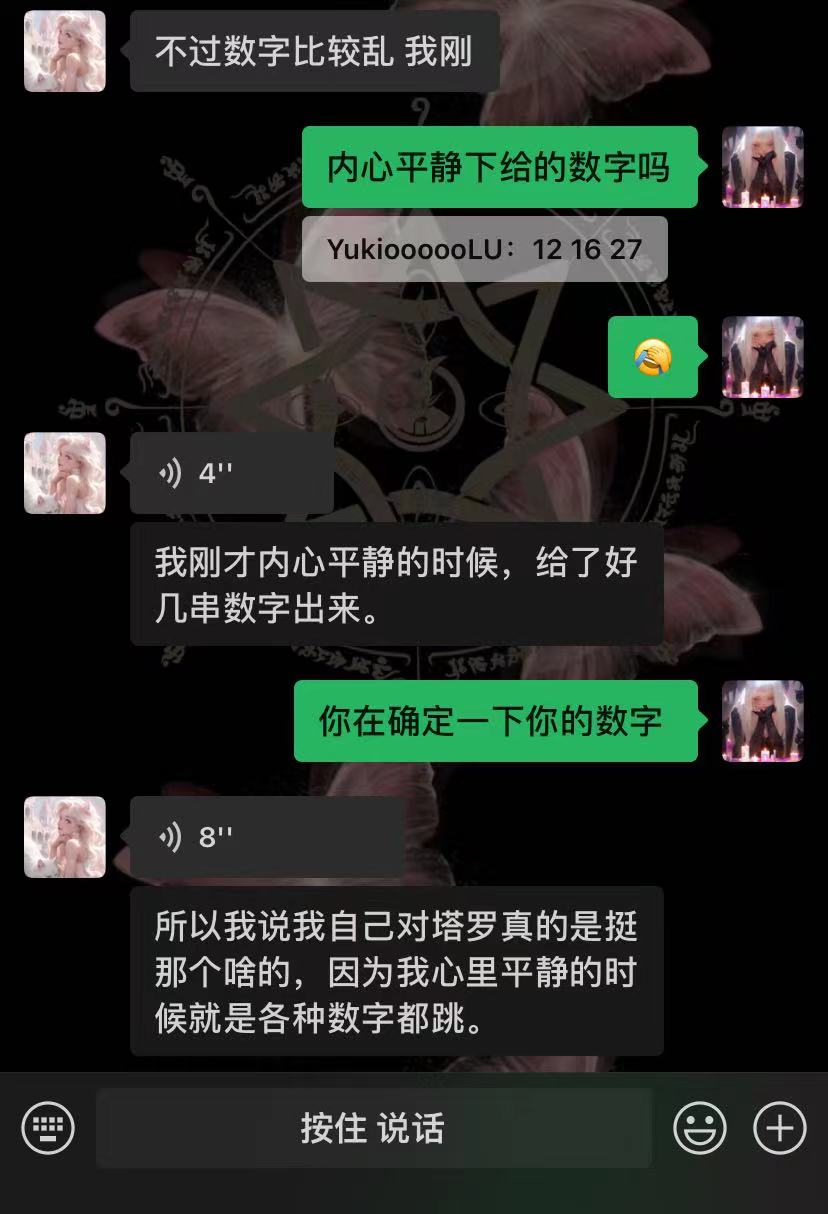 不过数字比较乱 我刚
内心平静下给的数字吗
YukioooooLU：12 16 27
🤣
4''
我刚才内心平静的时候，给了好
几串数字出来。
你在确定一下你的数字
8''
所以我说我自己对塔罗真的是挺
那个啥的，因为我心里平静的时
候就是各种数字都跳。
按住 说话